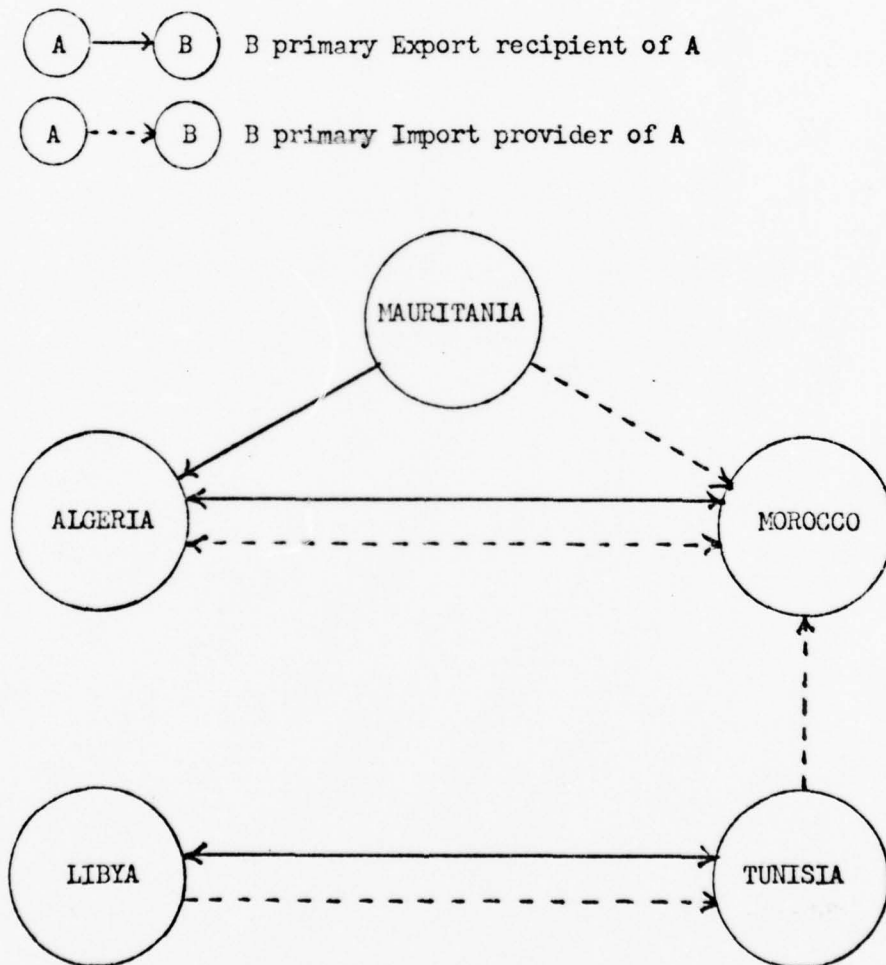 A B B primary Export recipient of A
A B B primary Import provider of A
MAURITANIA
ALGERIA MOROCCO
LIBYA TUNISIA